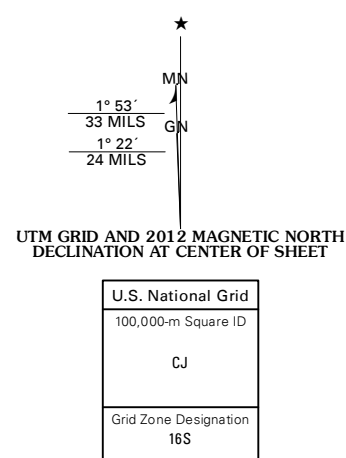 ★
MN
1° 53´
33 MILS
GN
1° 22´
24 MILS
UTM GRID AND 2012 MAGNETIC NORTH
DECLINATION AT CENTER OF SHEET
U.S. National Grid
100,000-m Square ID
CJ
Grid Zone Designation
16S